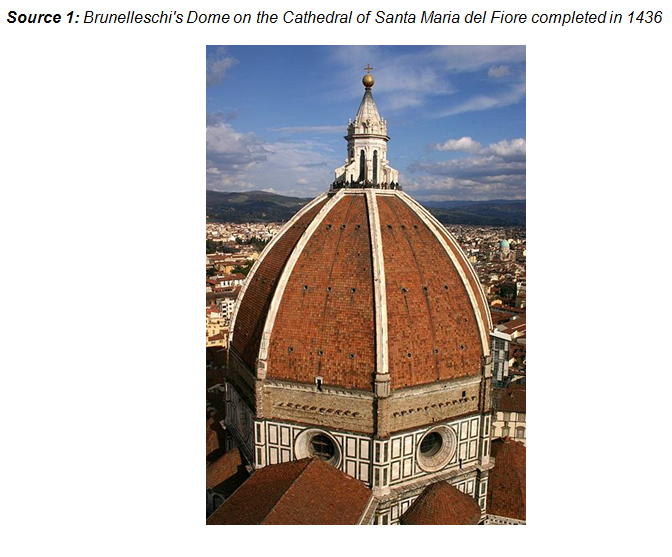 Source 1: Brunelleschi's Dome on the Cathedral of Santa Maria del Fiore completed in 1436